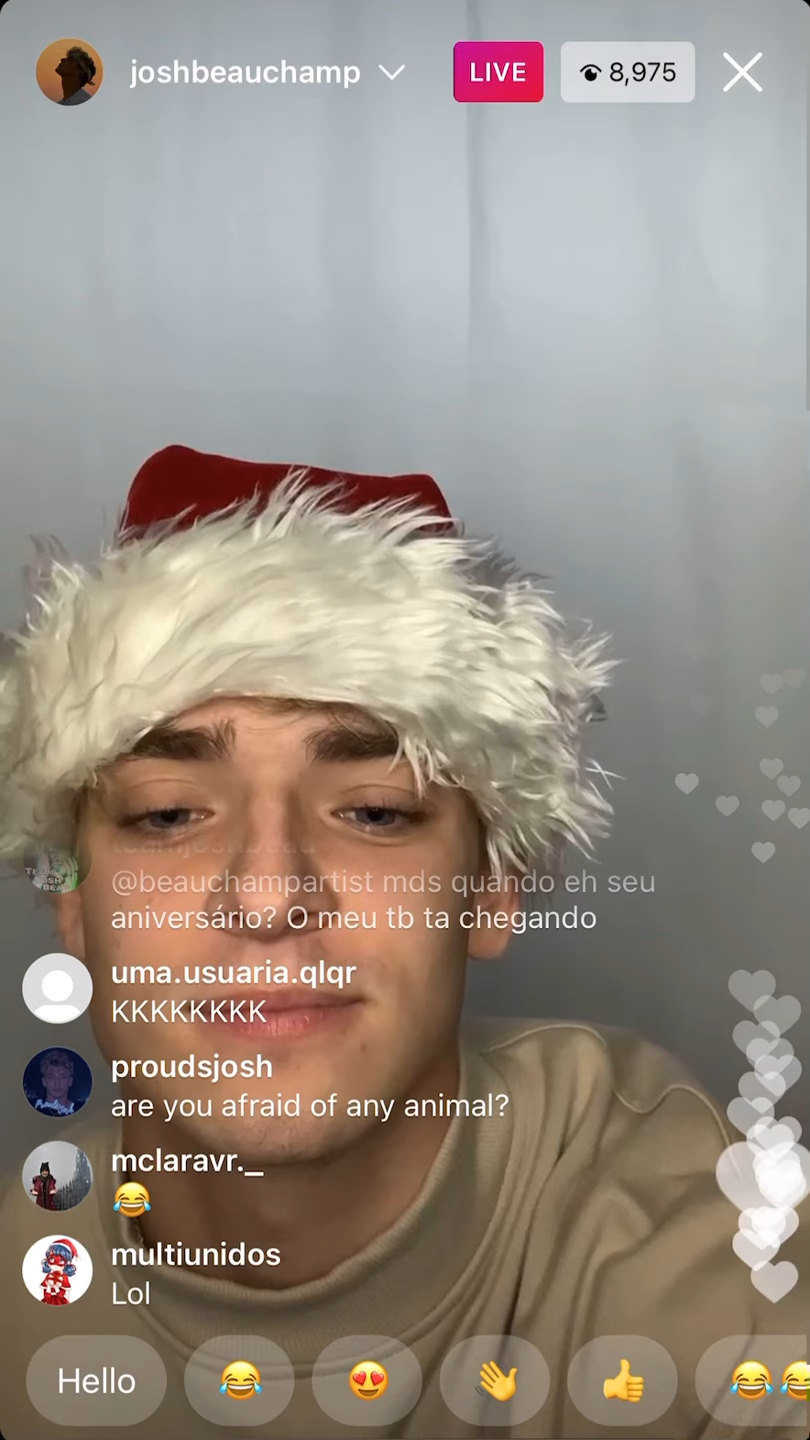 joshbeauchamp
LIVE
8,975
@beauchampartist mds quando eh seu
aniversário? O meu tb ta chegando
uma.usuaria.qlqr
KKKKKKKK
proudsjosh
are you afraid of any animal?
mclaravr._
😂
multiunidos
Lol
Hello 😂 😍 👋 👍 😂😂